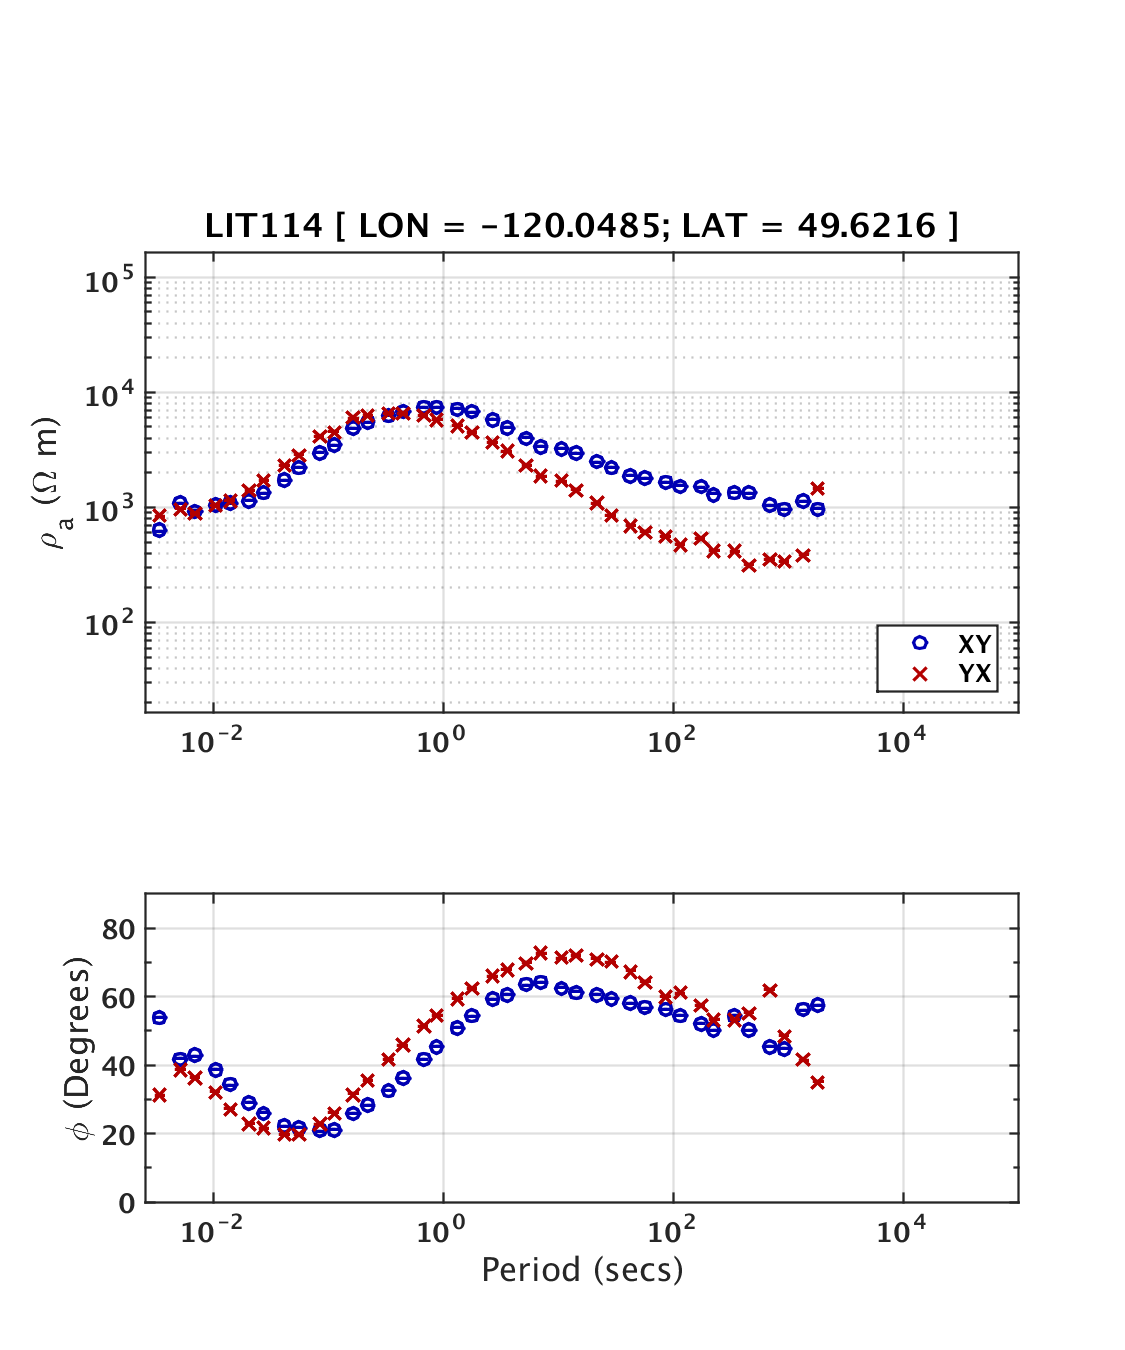 LIT114 [ LON = -120.0485; LAT = 49.6216 ]
10^5
10^4
10^3
10^2
ρ_a (Ω m)
XY
YX
10^-2 10^0 10^2 10^4
80
60
40
20
0
ϕ (Degrees)
10^-2 10^0 10^2 10^4
Period (secs)